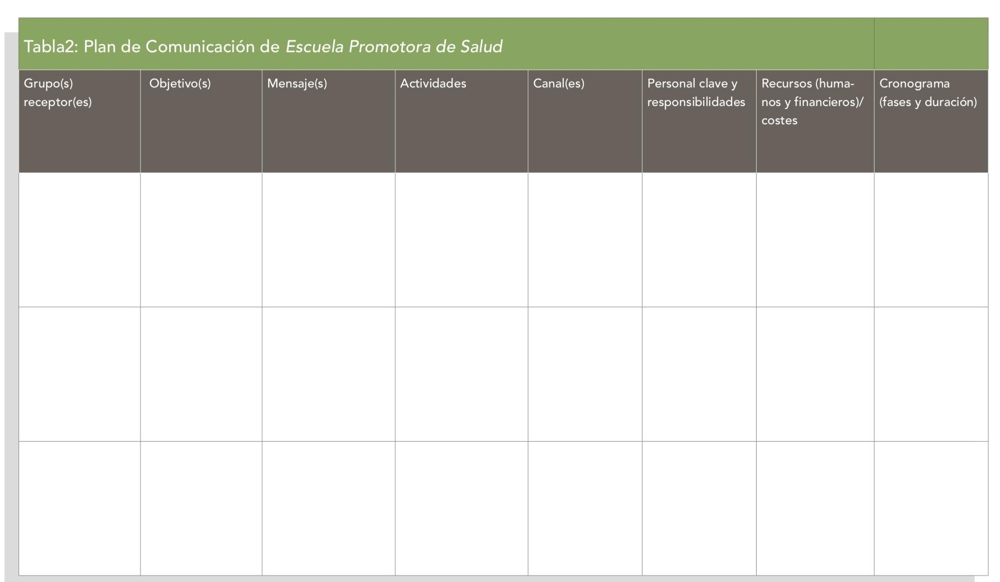 Tabla2: Plan de Comunicación de Escuela Promotora de Salud
Grupo(s)
receptor(es)
Objetivo(s)
Mensaje(s)
Actividades
Canal(es)
Personal clave y
responsibilidades
Recursos (huma-
nos y financieros)/
costes
Cronograma
(fases y duración)